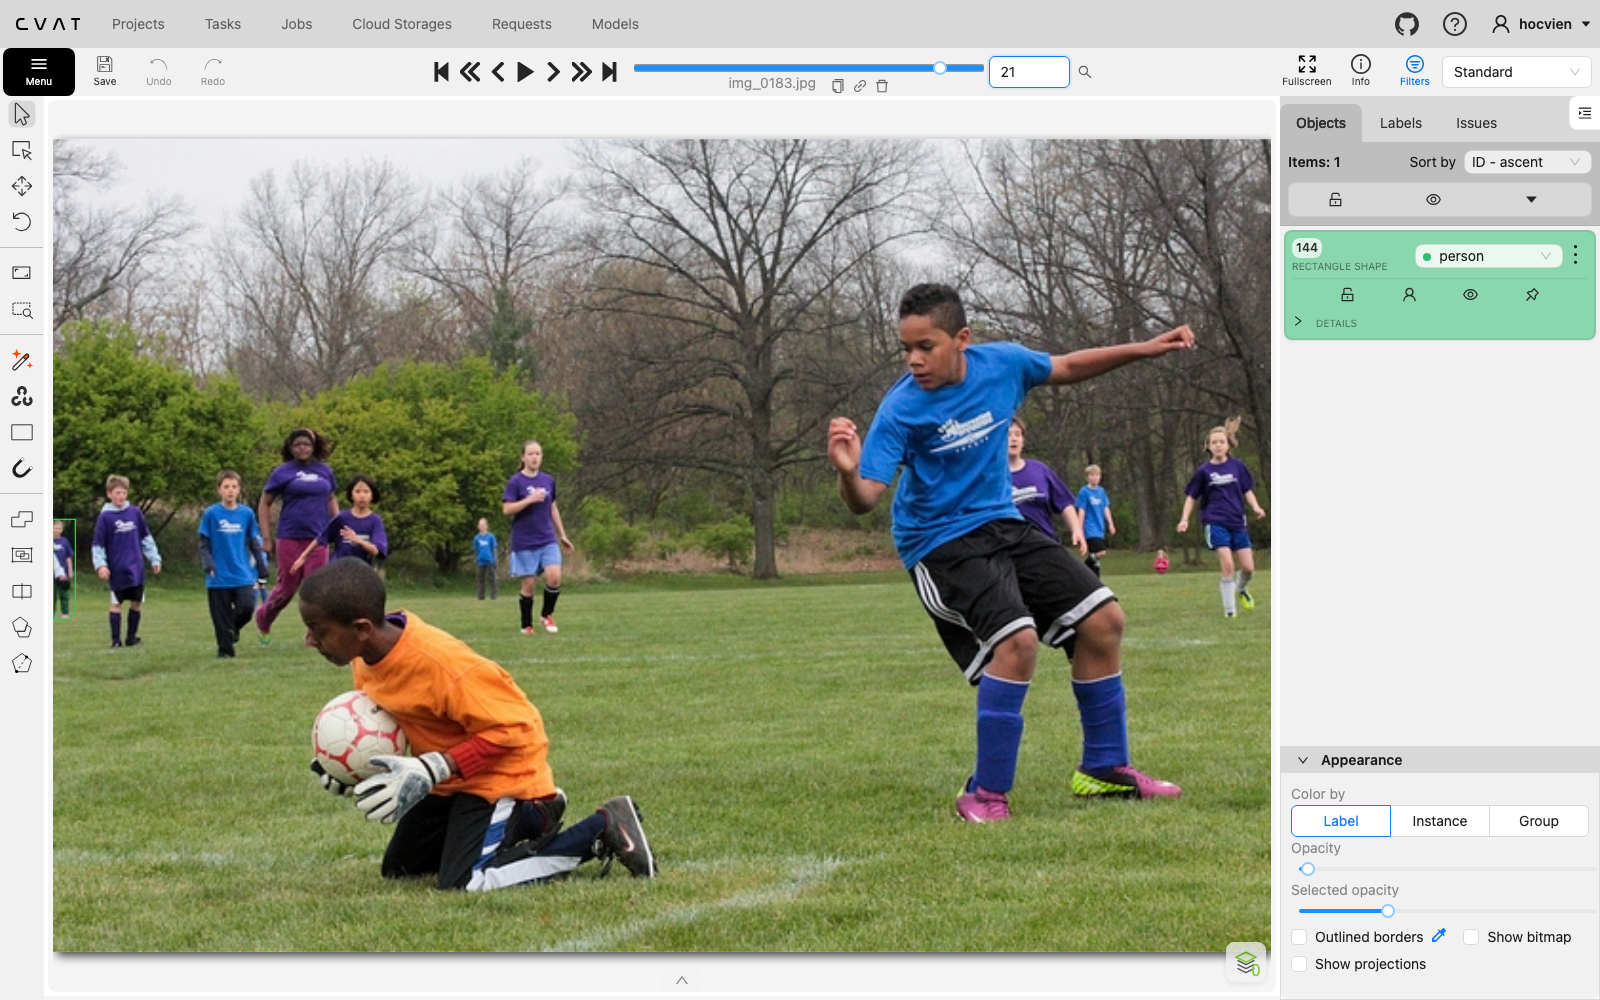 CVAT
Projects
Tasks
Jobs
Cloud Storages
Requests
Models
hocvien
Menu
Save
Undo
Redo
img_0183.jpg
21
Fullscreen
Info
Filters
Standard
Objects
Labels
Issues
Items: 1
Sort by
ID - ascent
144
RECTANGLE SHAPE
person
DETAILS
Appearance
Color by
Label
Instance
Group
Opacity
Selected opacity
Outlined borders
Show bitmap
Show projections
0